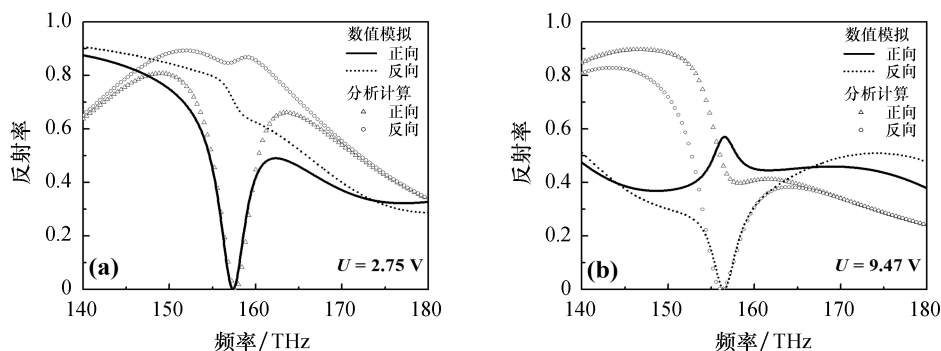 1.0
0.8
0.6
0.4
0.2
0
反射率
数值模拟
正向
反向
分析计算
正向
反向
(a)
U = 2.75 V
140 150 160 170 180
频率/THz
1.0
0.8
0.6
0.4
0.2
0
反射率
数值模拟
正向
反向
分析计算
正向
反向
(b)
U = 9.47 V
140 150 160 170 180
频率/THz